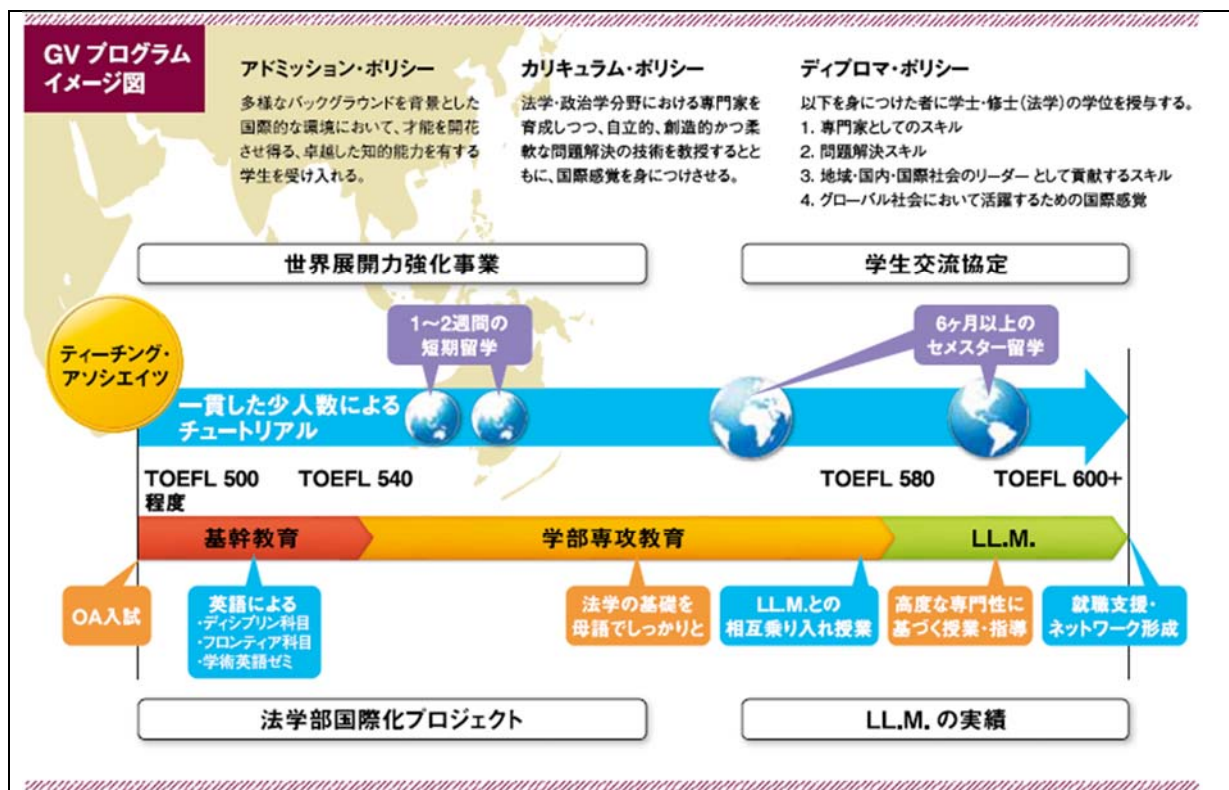 GV プログラム
イメージ図
アドミッション・ポリシー
多様なバックグラウンドを背景とした
国際的な環境において、才能を開花
させ得る、卓越した知的能力を有する
学生を受け入れる。
カリキュラム・ポリシー
法学・政治学分野における専門家を
育成しつつ、自立的、創造的かつ柔
軟な問題解決の技術を教授するとと
もに、国際感覚を身につけさせる。
ディプロマ・ポリシー
以下を身につけた者に学士・修士（法学）の学位を授与する。
1. 専門家としてのスキル
2. 問題解決スキル
3. 地域・国内・国際社会のリーダーとして貢献するスキル
4. グローバル社会において活躍するための国際感覚
世界展開力強化事業
学生交流協定
ティーチング・
アソシエイツ
1〜2週間の
短期留学
6ヶ月以上の
セメスター留学
一貫した少人数による
チュートリアル
TOEFL 500
程度
TOEFL 540
TOEFL 580
TOEFL 600+
基幹教育
学部専攻教育
LL.M.
OA入試
英語による
・ディシプリン科目
・フロンティア科目
・学術英語ゼミ
法学の基礎を
母語でしっかりと
LL.M.との
相互乗り入れ授業
高度な専門性に
基づく授業・指導
就職支援・
ネットワーク形成
法学部国際化プロジェクト
LL.M. の実績